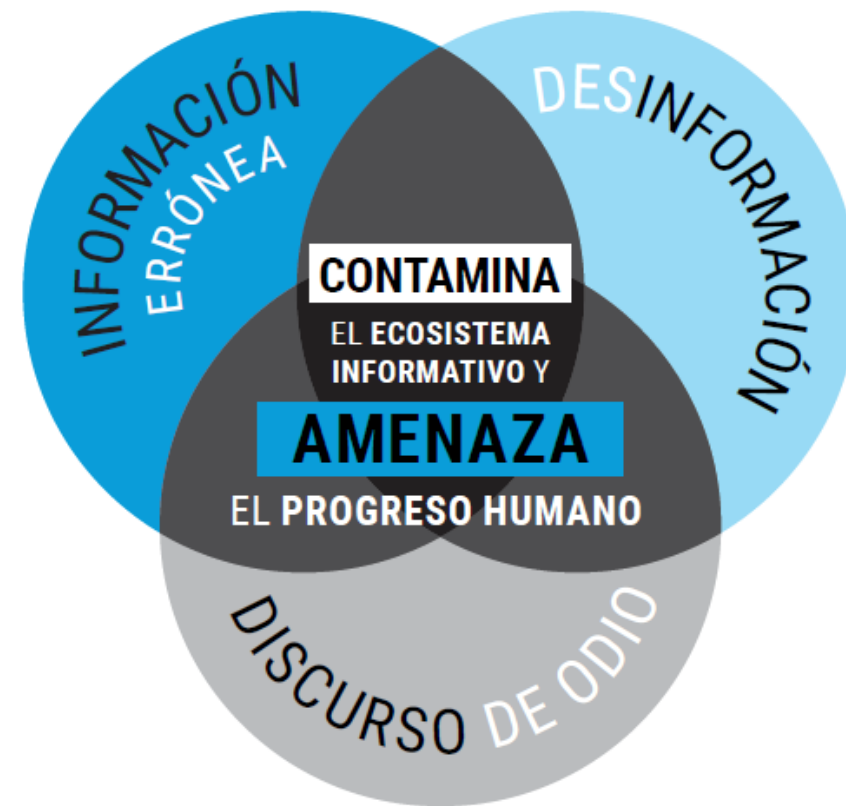 INFORMACIÓN
ERRÓNEA
DESINFORMACIÓN
CONTAMINA
EL ECOSISTEMA
INFORMATIVO Y
AMENAZA
EL PROGRESO HUMANO
DISCURSO DE ODIO